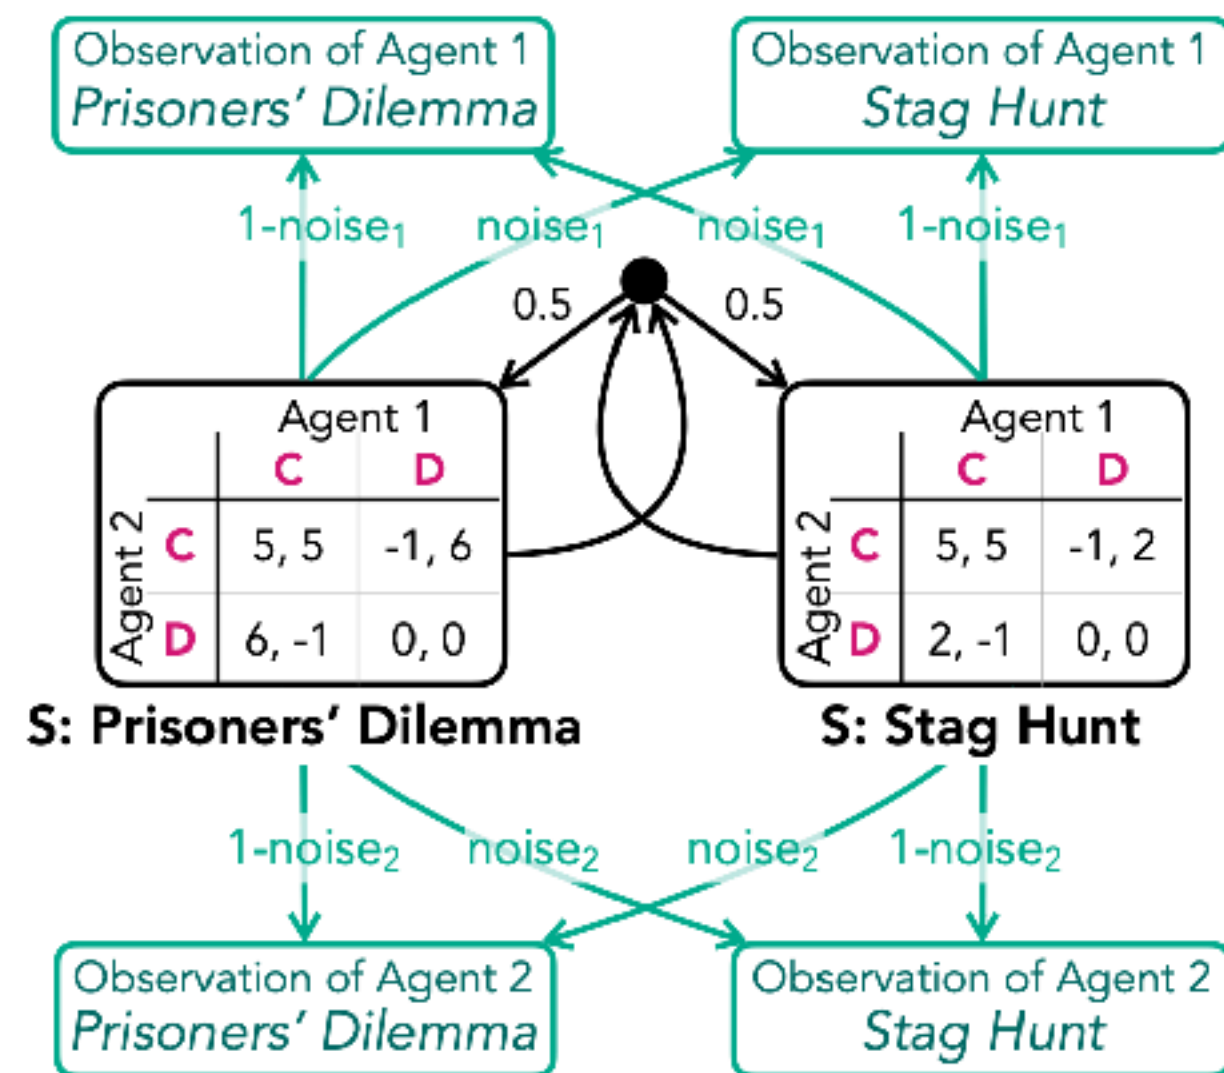 Observation of Agent 1
Prisoners' Dilemma
Observation of Agent 1
Stag Hunt
1-noise₁
noise₁
noise₁
1-noise₁
0.5
0.5
Agent 1
C D
Agent 2
C 5, 5 -1, 6
D 6, -1 0, 0
S: Prisoners' Dilemma
Agent 1
C D
Agent 2
C 5, 5 -1, 2
D 2, -1 0, 0
S: Stag Hunt
1-noise₂
noise₂
noise₂
1-noise₂
Observation of Agent 2
Prisoners' Dilemma
Observation of Agent 2
Stag Hunt